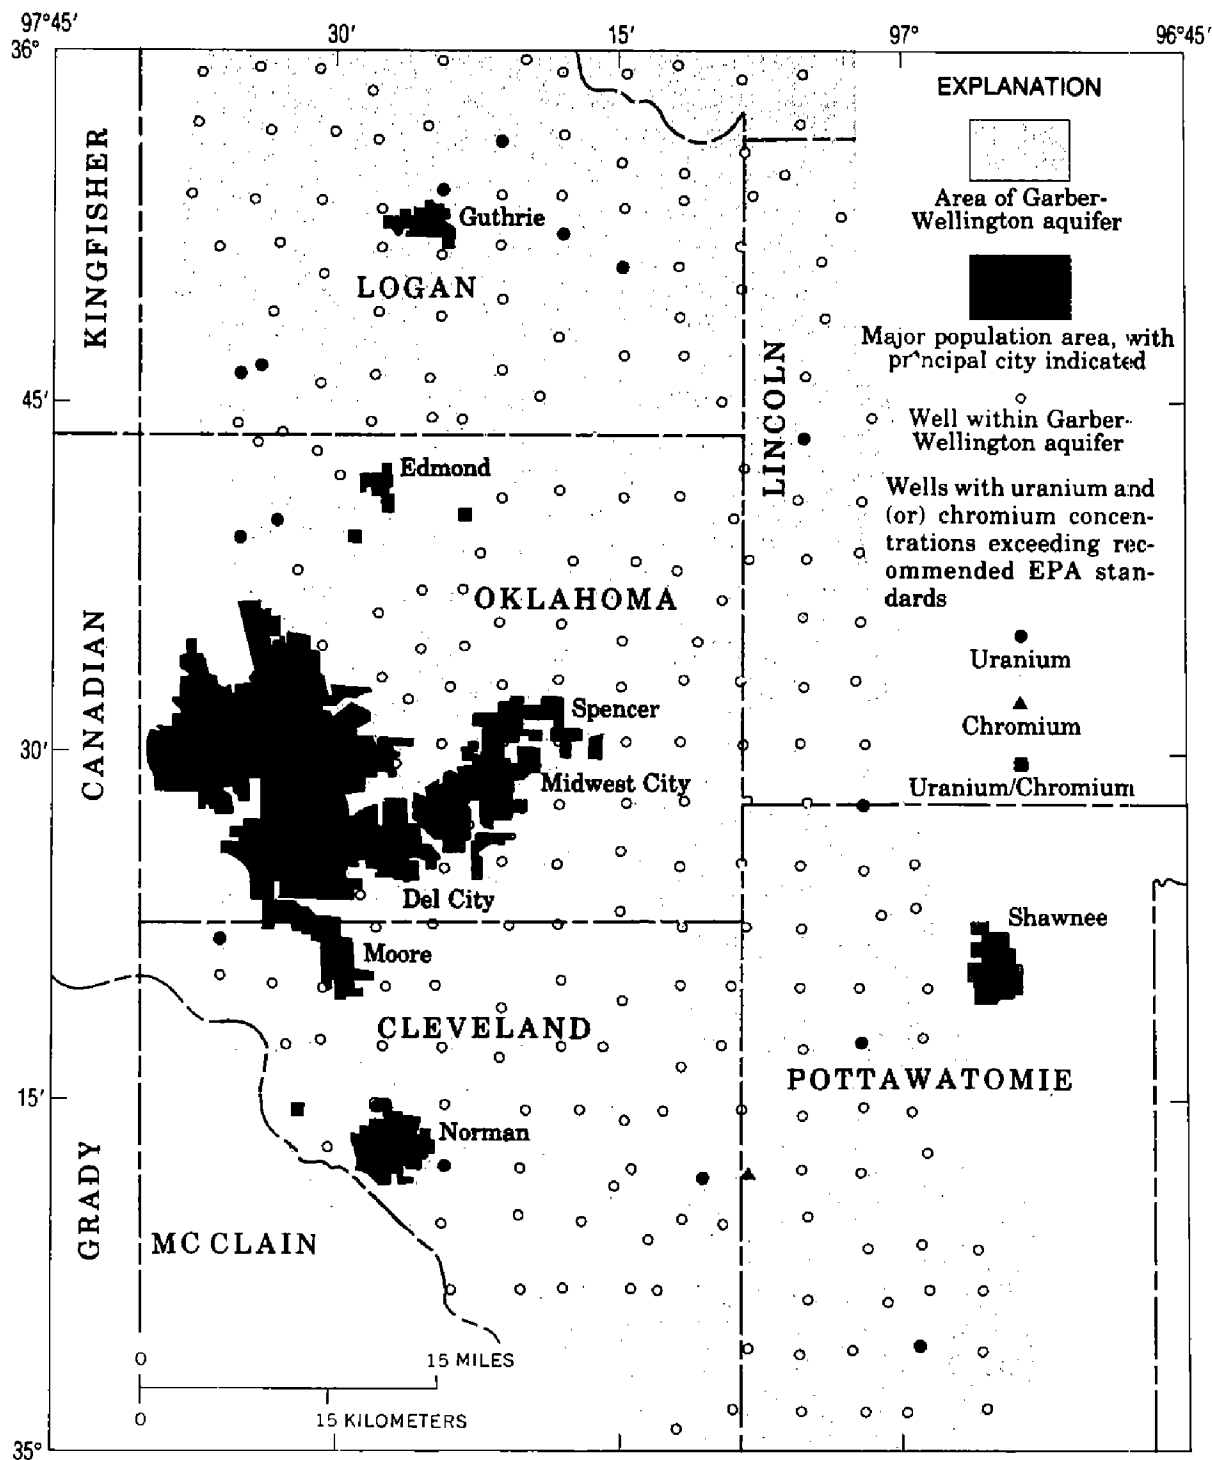 97°45′
30′
15′
97°
96°45′
36°
EXPLANATION
Area of Garber-
Wellington aquifer
Major population area, with
pr^ncipal city indicated
Well within Garber-
Wellington aquifer
Wells with uranium and
(or) chromium concen-
trations exceeding rec-
ommended EPA stan-
dards
Uranium
Chromium
Uranium/Chromium
KINGFISHER
Guthrie
LOGAN
LINCOLN
45′
Edmond
OKLAHOMA
CANADIAN
Spencer
30′
Midwest City
Del City
Shawnee
Moore
CLEVELAND
POTTAWATOMIE
15′
Norman
GRADY
MC CLAIN
0
15 MILES
0
15 KILOMETERS
35°